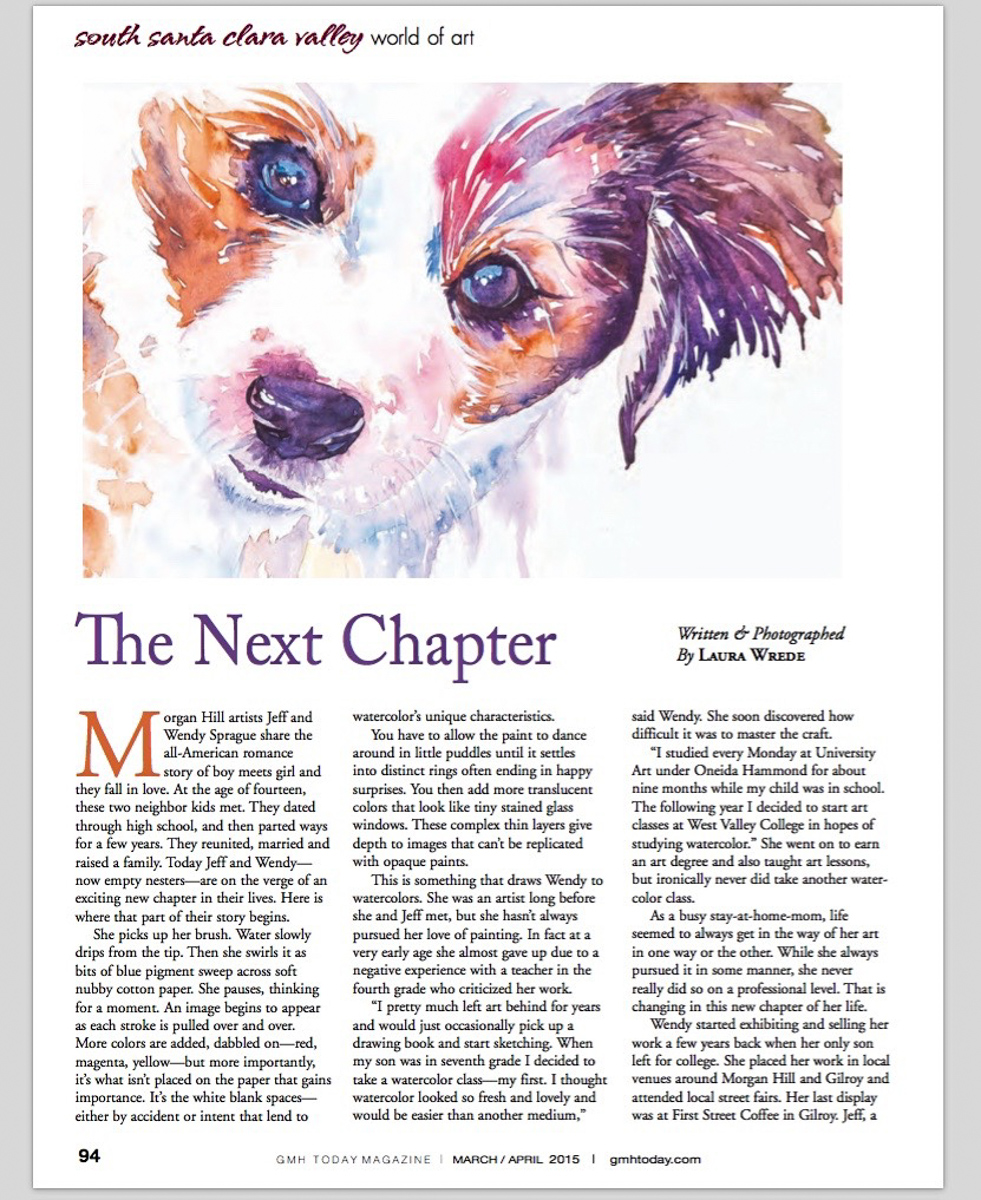 south santa clara valley world of art
The Next Chapter
Written & Photographed
By LAURA WREDE
Morgan Hill artists Jeff and
Wendy Sprague share the
all-American romance
story of boy meets girl and
they fall in love. At the age of fourteen,
these two neighbor kids met. They dated
through high school, and then parted ways
for a few years. They reunited, married and
raised a family. Today Jeff and Wendy—
now empty nesters—are on the verge of an
exciting new chapter in their lives. Here is
where that part of their story begins.
She picks up her brush. Water slowly
drips from the tip. Then she swirls it as
bits of blue pigment sweep across soft
nubby cotton paper. She pauses, thinking
for a moment. An image begins to appear
as each stroke is pulled over and over.
More colors are added, dabbled on—red,
magenta, yellow—but more importantly,
it's what isn't placed on the paper that gains
importance. It's the white blank spaces—
either by accident or intent that lend to
watercolor's unique characteristics.
You have to allow the paint to dance
around in little puddles until it settles
into distinct rings often ending in happy
surprises. You then add more translucent
colors that look like tiny stained glass
windows. These complex thin layers give
depth to images that can't be replicated
with opaque paints.
This is something that draws Wendy to
watercolors. She was an artist long before
she and Jeff met, but she hasn't always
pursued her love of painting. In fact at a
very early age she almost gave up due to a
negative experience with a teacher in the
fourth grade who criticized her work.
"I pretty much left art behind for years
and would just occasionally pick up a
drawing book and start sketching. When
my son was in seventh grade I decided to
take a watercolor class—my first. I thought
watercolor looked so fresh and lovely and
would be easier than another medium,"
said Wendy. She soon discovered how
difficult it was to master the craft.
"I studied every Monday at University
Art under Oneida Hammond for about
nine months while my child was in school.
The following year I decided to start art
classes at West Valley College in hopes of
studying watercolor." She went on to earn
an art degree and also taught art lessons,
but ironically never did take another water-
color class.
As a busy stay-at-home-mom, life
seemed to always get in the way of her art
in one way or the other. While she always
pursued it in some manner, she never
really did so on a professional level. That is
changing in this new chapter of her life.
Wendy started exhibiting and selling her
work a few years back when her only son
left for college. She placed her work in local
venues around Morgan Hill and Gilroy and
attended local street fairs. Her last display
was at First Street Coffee in Gilroy. Jeff, a
94
GMH TODAY MAGAZINE | MARCH / APRIL 2015 | gmhtoday.com